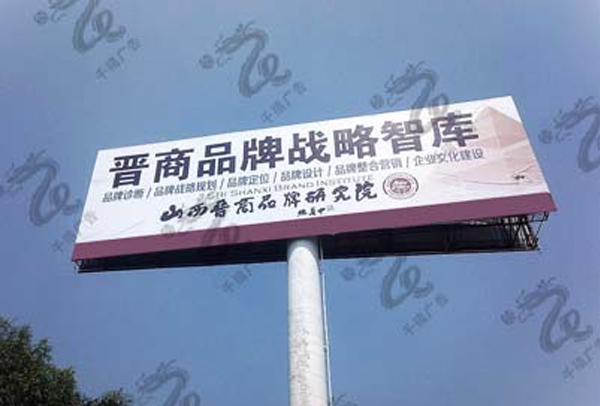 晋商品牌战略智库
品牌诊断 / 品牌战略规划 / 品牌定位 / 品牌设计 / 品牌整合营销 / 企业文化建设
Shanxi Brand Institute
山西晋商品牌研究院